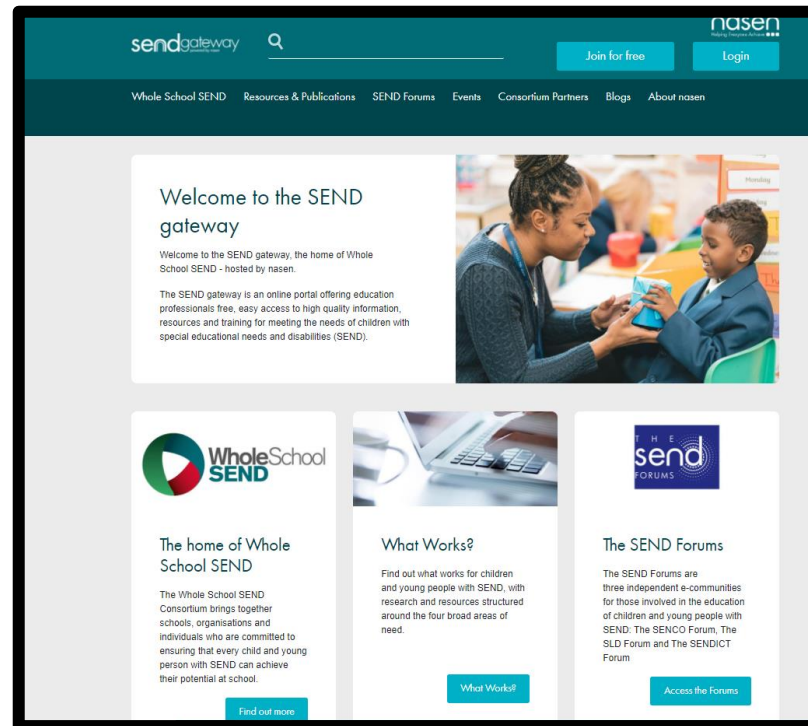 nasen
Helping Everyone Achieve
sendgateway
Join for free
Login
Whole School SEND
Resources & Publications
SEND Forums
Events
Consortium Partners
Blogs
About nasen
Welcome to the SEND
gateway
Welcome to the SEND gateway, the home of Whole
School SEND - hosted by nasen.
The SEND gateway is an online portal offering education
professionals free, easy access to high quality information,
resources and training for meeting the needs of children with
special educational needs and disabilities (SEND).
Monday
WholeSchool
SEND
The home of Whole
School SEND
The Whole School SEND
Consortium brings together
schools, organisations and
individuals who are committed to
ensuring that every child and young
person with SEND can achieve
their potential at school.
Find out more
What Works?
Find out what works for children
and young people with SEND, with
research and resources structured
around the four broad areas of
need.
What Works?
THE
send
FORUMS
The SEND Forums
The SEND Forums are
three independent e-communities
for those involved in the education
of children and young people with
SEND: The SENCO Forum, The
SLD Forum and The SENDICT
Forum
Access the Forums